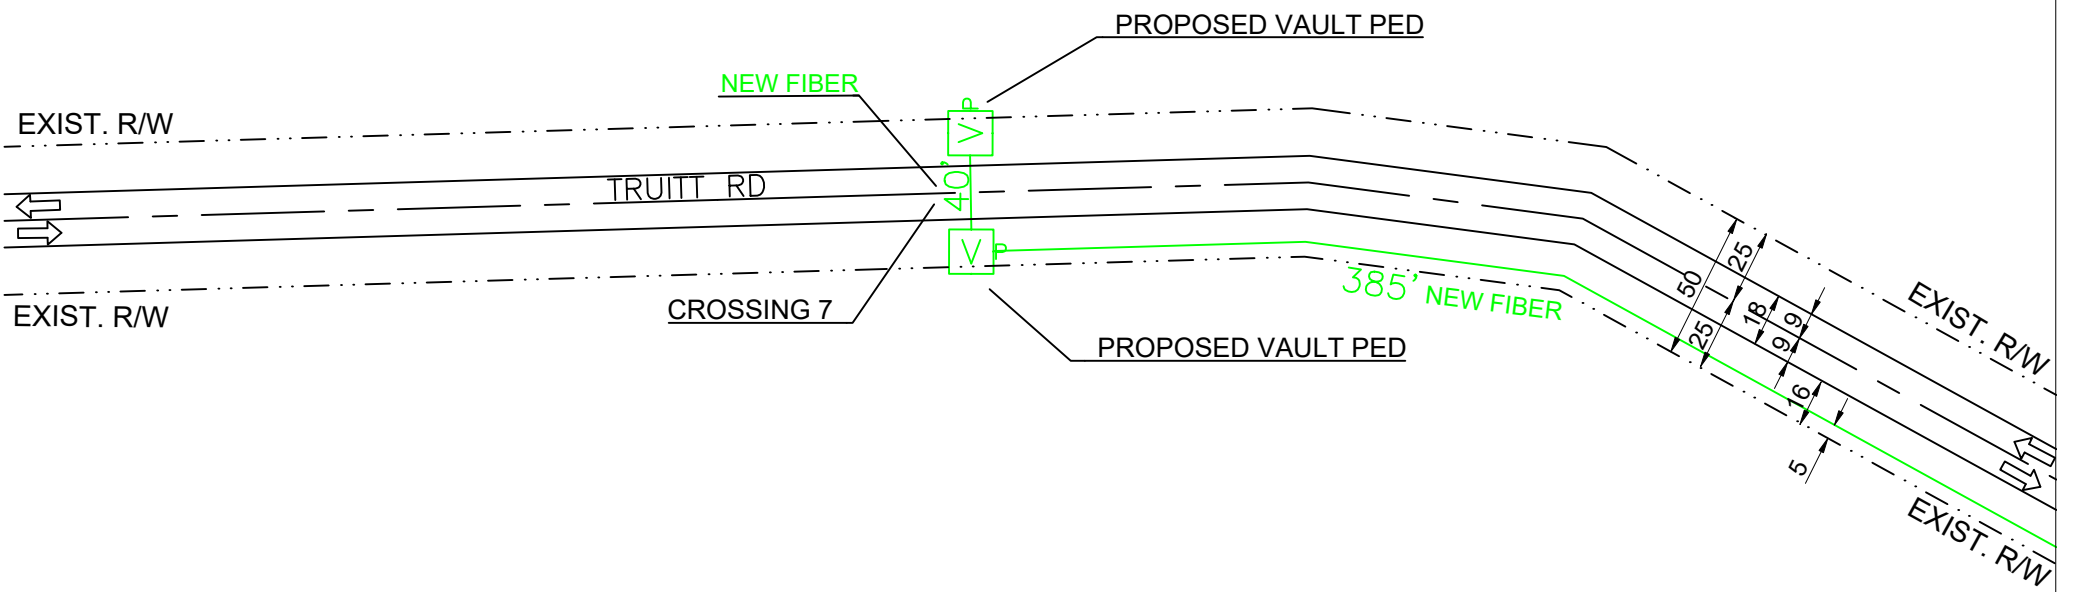 PROPOSED VAULT PED
NEW FIBER
P
EXIST. R/W
V
TRUITT RD
40'
V
P
385' NEW FIBER
EXIST. R/W
CROSSING 7
PROPOSED VAULT PED
50
25
25
18
9
9
16
5
EXIST. R/W
EXIST. R/W